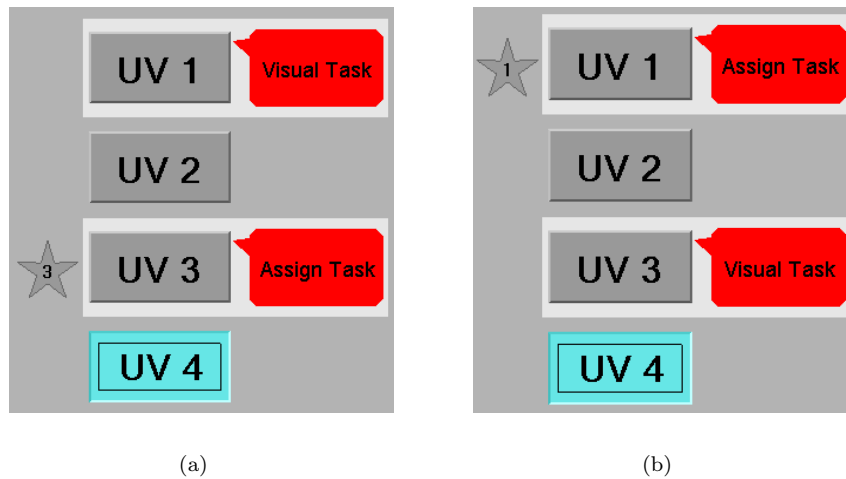 UV 1
Visual Task
UV 2
3
UV 3
Assign Task
UV 4
(a)
1
UV 1
Assign Task
UV 2
UV 3
Visual Task
UV 4
(b)